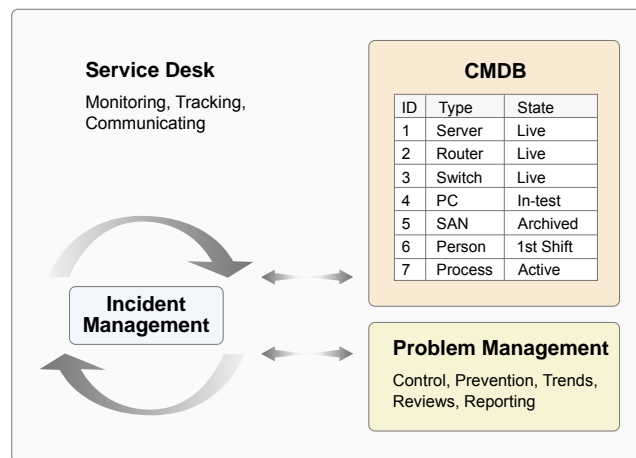 Service Desk
Monitoring, Tracking,
Communicating
CMDB
ID Type State
1 Server Live
2 Router Live
3 Switch Live
4 PC In-test
5 SAN Archived
6 Person 1st Shift
7 Process Active
Incident
Management
Problem Management
Control, Prevention, Trends,
Reviews, Reporting